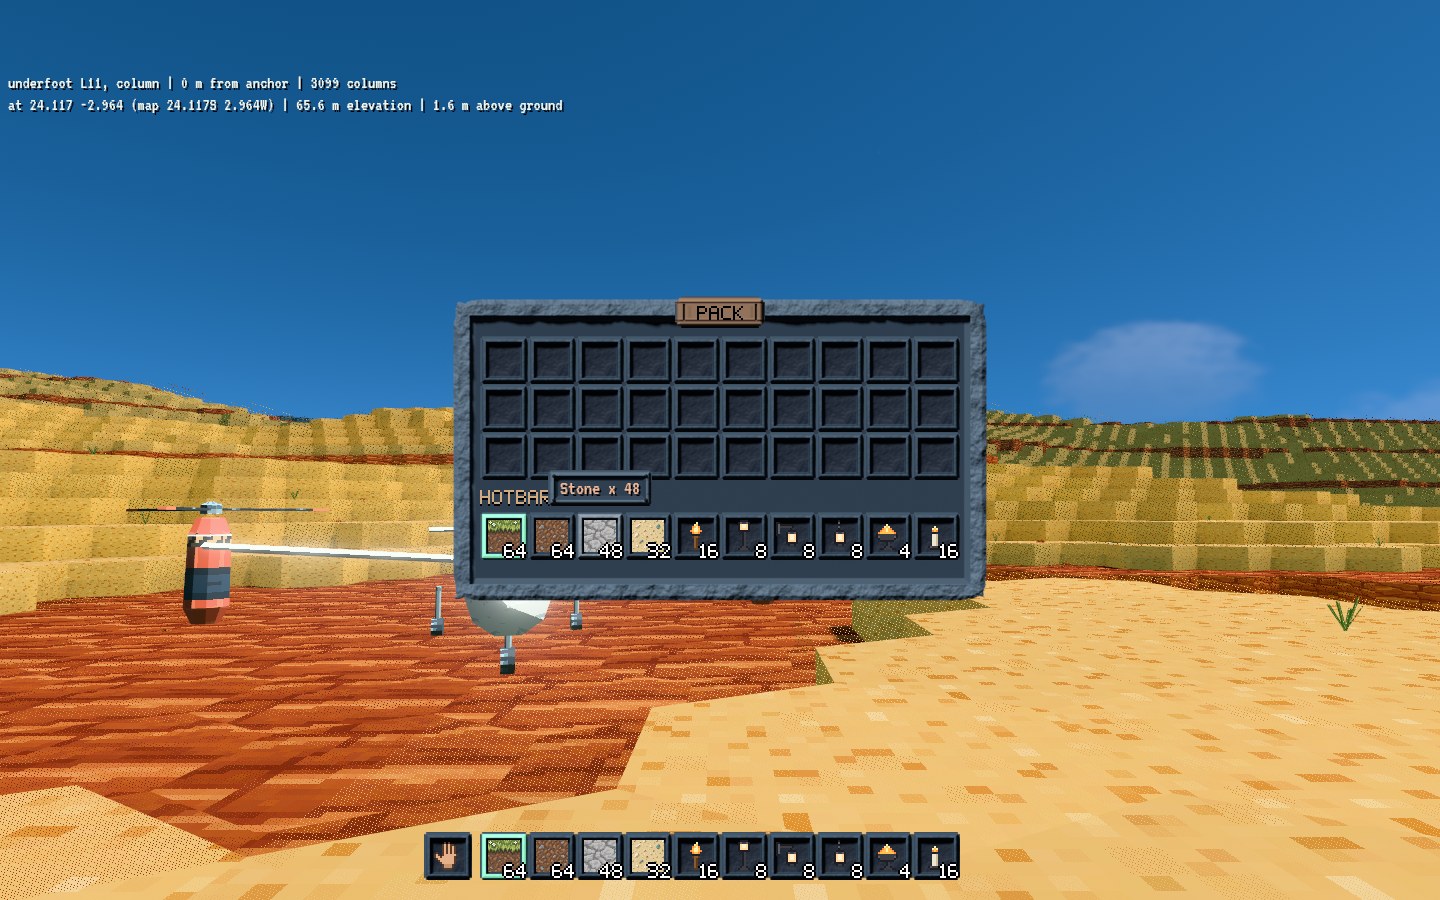 underfoot L11, column | 0 m from anchor | 3099 columns
at 24.117 -2.964 (map 24.117S 2.964W) | 65.6 m elevation | 1.6 m above ground
PACK
HOTBAR
Stone x 48
64 64 48 32 16 8 8 8 4 16
64 64 48 32 16 8 8 8 4 16